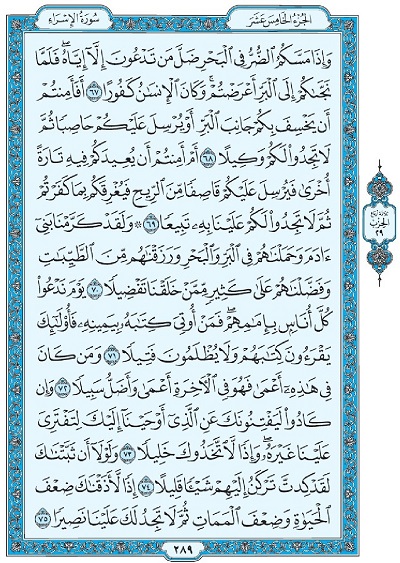 الجزء الخامس عشر
سورة الإسراء
وَإِذَا مَسَّكُمُ ٱلضُّرُّ فِي ٱلۡبَحۡرِ ضَلَّ مَن تَدۡعُونَ إِلَّآ إِيَّاهُۖ فَلَمَّا
نَجَّىٰكُمۡ إِلَى ٱلۡبَرِّ أَعۡرَضۡتُمۡۚ وَكَانَ ٱلۡإِنسَٰنُ كَفُورًا ٦٧ أَفَأَمِنتُمۡ
أَن يَخۡسِفَ بِكُمۡ جَانِبَ ٱلۡبَرِّ أَوۡ يُرۡسِلَ عَلَيۡكُمۡ حَاصِبٗا ثُمَّ
لَا تَجِدُواْ لَكُمۡ وَكِيلًا ٦٨ أَمۡ أَمِنتُمۡ أَن يُعِيدَكُمۡ فِيهِ تَارَةً
أُخۡرَىٰ فَيُرۡسِلَ عَلَيۡكُمۡ قَاصِفٗا مِّنَ ٱلرِّيحِ فَيُغۡرِقَكُم بِمَا كَفَرۡتُمۡ
ثُمَّ لَا تَجِدُواْ لَكُمۡ عَلَيۡنَا بِهِۦ تَبِيعٗا ٦٩ ۞ وَلَقَدۡ كَرَّمۡنَا بَنِيٓ
ءَادَمَ وَحَمَلۡنَٰهُمۡ فِي ٱلۡبَرِّ وَٱلۡبَحۡرِ وَرَزَقۡنَٰهُم مِّنَ ٱلطَّيِّبَٰتِ
وَفَضَّلۡنَٰهُمۡ عَلَىٰ كَثِيرٖ مِّمَّنۡ خَلَقۡنَا تَفۡضِيلٗا ٧٠ يَوۡمَ نَدۡعُواْ
كُلَّ أُنَاسِۭ بِإِمَٰمِهِمۡۖ فَمَنۡ أُوتِيَ كِتَٰبَهُۥ بِيَمِينِهِۦ فَأُوْلَٰٓئِكَ
يَقۡرَءُونَ كِتَٰبَهُمۡ وَلَا يُظۡلَمُونَ فَتِيلٗا ٧١ وَمَن كَانَ
فِي هَٰذِهِۦٓ أَعۡمَىٰ فَهُوَ فِي ٱلۡأٓخِرَةِ أَعۡمَىٰ وَأَضَلُّ سَبِيلٗا ٧٢ وَإِن
كَادُواْ لَيَفۡتِنُونَكَ عَنِ ٱلَّذِيٓ أَوۡحَيۡنَآ إِلَيۡكَ لِتَفۡتَرِيَ
عَلَيۡنَا غَيۡرَهُۥۖ وَإِذٗا لَّٱتَّخَذُوكَ خَلِيلٗا ٧٣ وَلَوۡلَآ أَن ثَبَّتۡنَٰكَ
لَقَدۡ كِدتَّ تَرۡكَنُ إِلَيۡهِمۡ شَيۡـٔٗا قَلِيلًا ٧٤ إِذٗا لَّأَذَقۡنَٰكَ ضِعۡفَ
ٱلۡحَيَوٰةِ وَضِعۡفَ ٱلۡمَمَاتِ ثُمَّ لَا تَجِدُ لَكَ عَلَيۡنَا نَصِيرٗا ٧٥
الحزب
٢٩
٢٨٩